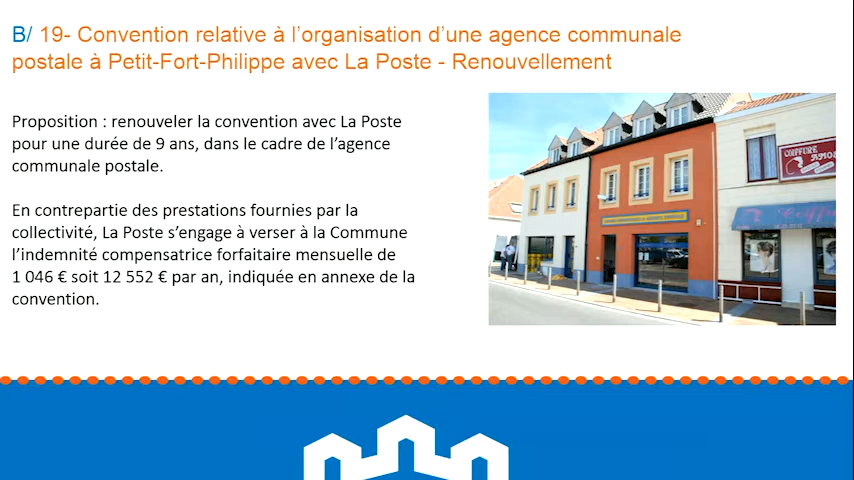 B/ 19- Convention relative à l’organisation d’une agence communale
postale à Petit-Fort-Philippe avec La Poste - Renouvellement
Proposition : renouveler la convention avec La Poste
pour une durée de 9 ans, dans le cadre de l’agence
communale postale.
En contrepartie des prestations fournies par la
collectivité, La Poste s’engage à verser à la Commune
l’indemnité compensatrice forfaitaire mensuelle de
1 046 € soit 12 552 € par an, indiquée en annexe de la
convention.
COIFFURE